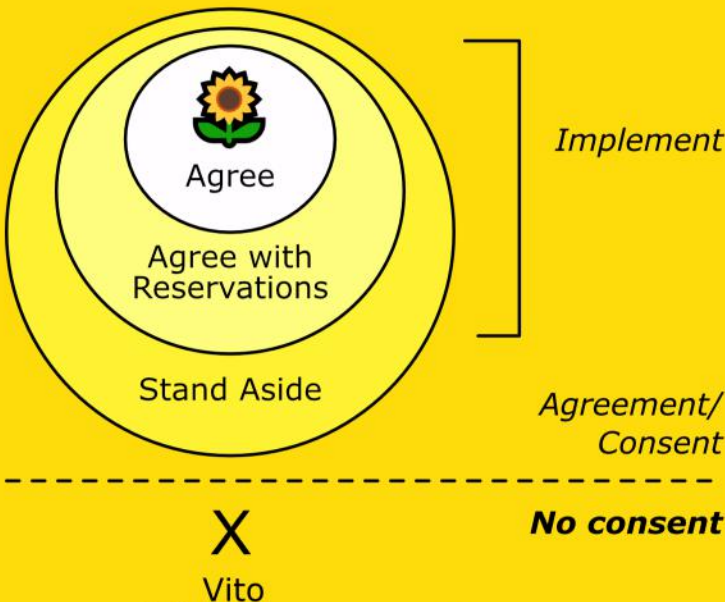 Implement
Agree
Agree with
Reservations
Stand Aside
Agreement/
Consent
No consent
X
Vito